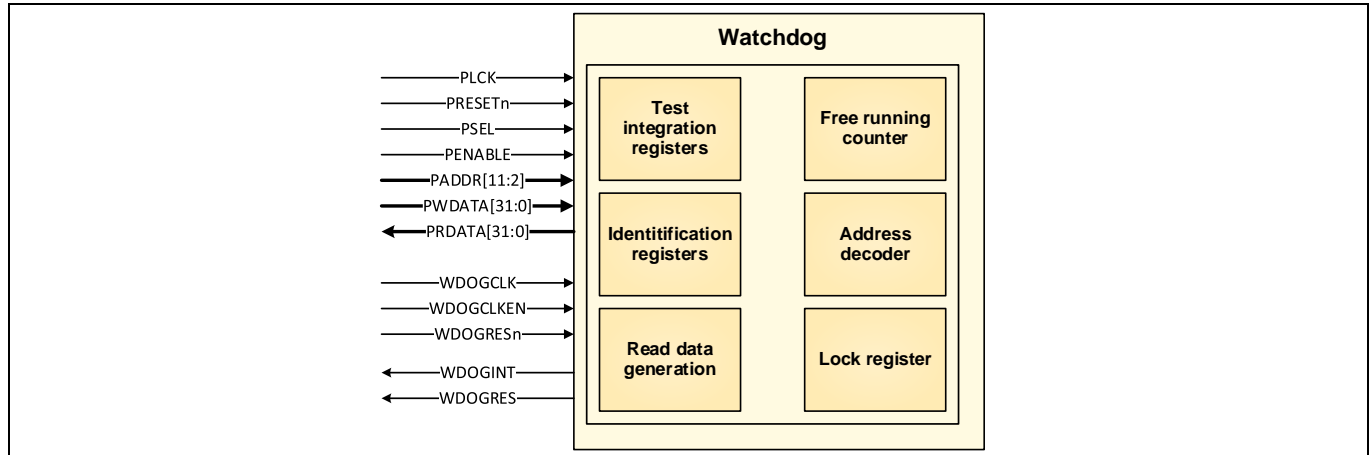 Watchdog
PLCK
PRESETn
PSEL
PENABLE
PADDR[11:2]
PWDATA[31:0]
PRDATA[31:0]
WDOGCLK
WDOGCLKEN
WDOGRESn
WDOGINT
WDOGRES
Test
integration
registers
Free running
counter
Identitification
registers
Address
decoder
Read data
generation
Lock register